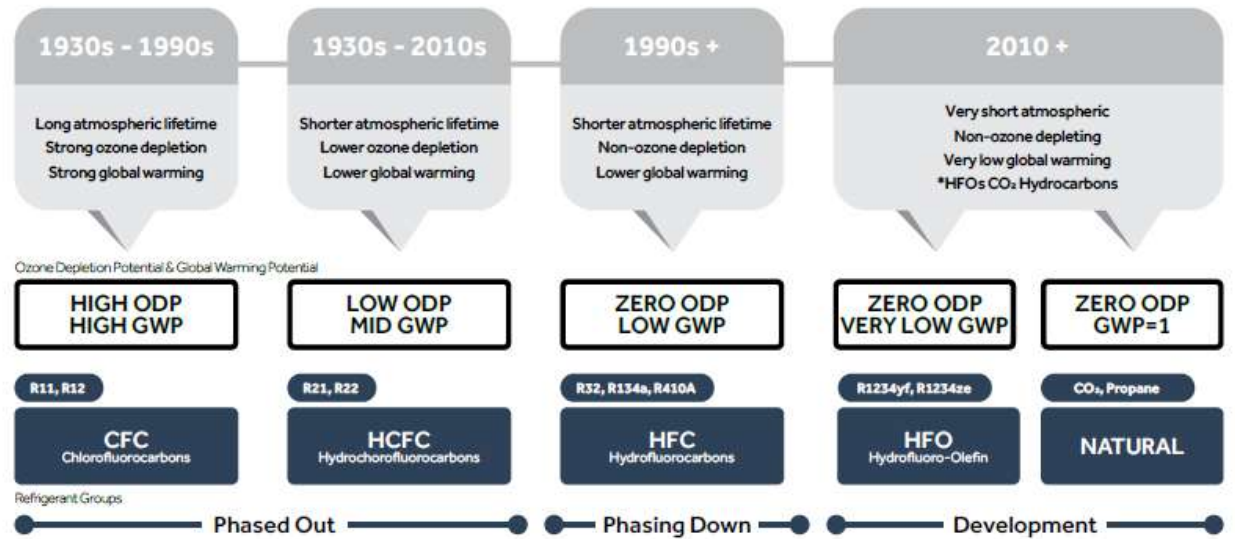 1930s - 1990s
Long atmospheric lifetime
Strong ozone depletion
Strong global warming
1930s - 2010s
Shorter atmospheric lifetime
Lower ozone depletion
Lower global warming
1990s +
Shorter atmospheric lifetime
Non-ozone depletion
Lower global warming
2010 +
Very short atmospheric
Non-ozone depleting
Very low global warming
*HFOs CO₂ Hydrocarbons
Ozone Depletion Potential & Global Warming Potential
HIGH ODP
HIGH GWP
LOW ODP
MID GWP
ZERO ODP
LOW GWP
ZERO ODP
VERY LOW GWP
ZERO ODP
GWP=1
R11, R12
CFC
Chlorofluorocarbons
R21, R22
HCFC
Hydrochorofluorocarbons
R32, R134a, R410A
HFC
Hydrofluorocarbons
R1234yf, R1234ze
HFO
Hydrofluoro-Olefin
CO₂, Propane
NATURAL
Refrigerant Groups
Phased Out
Phasing Down
Development